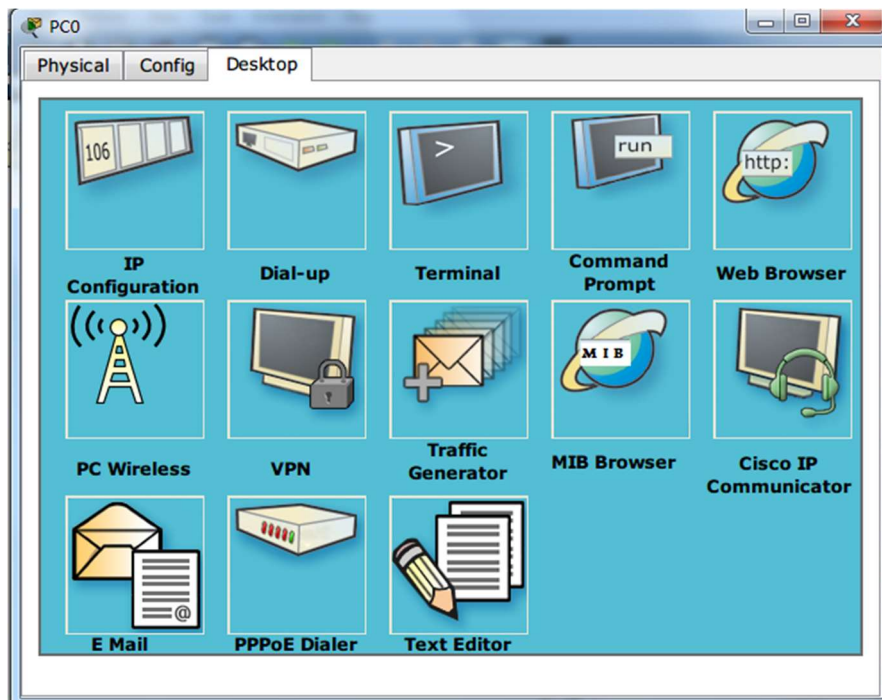 PC0
Physical Config Desktop
106
>
run
http:
IP
Configuration
Dial-up
Terminal
Command
Prompt
Web Browser
MIB
PC Wireless
VPN
Traffic
Generator
MIB Browser
Cisco IP
Communicator
@
E Mail
PPPoE Dialer
Text Editor